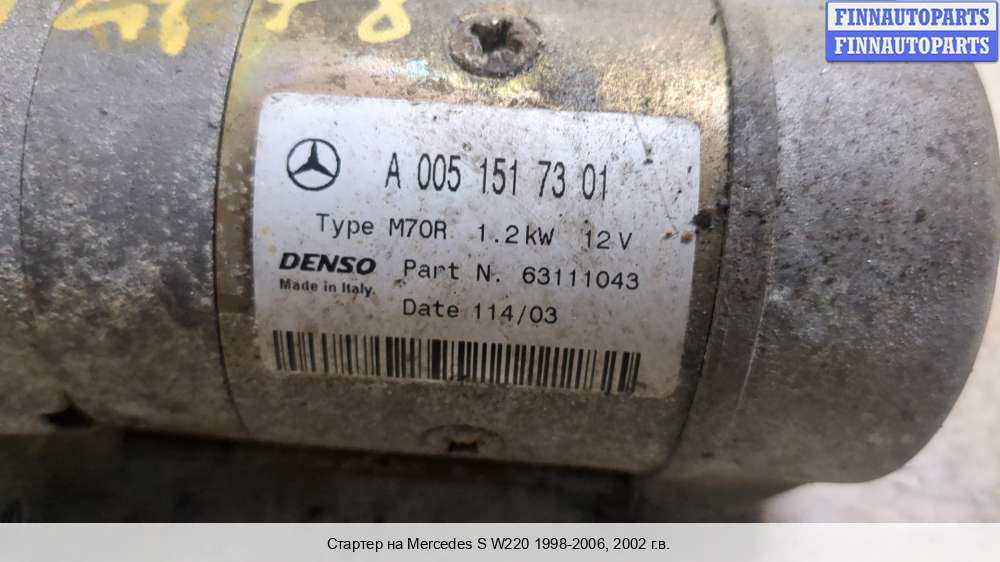 FINNAUTOPARTS
FINNAUTOPARTS
A 005 151 73 01
Type M70R 1.2kW 12V
DENSO Part N. 63111043
Made in Italy.
Date 114/03
Стартер на Mercedes S W220 1998-2006, 2002 г.в.